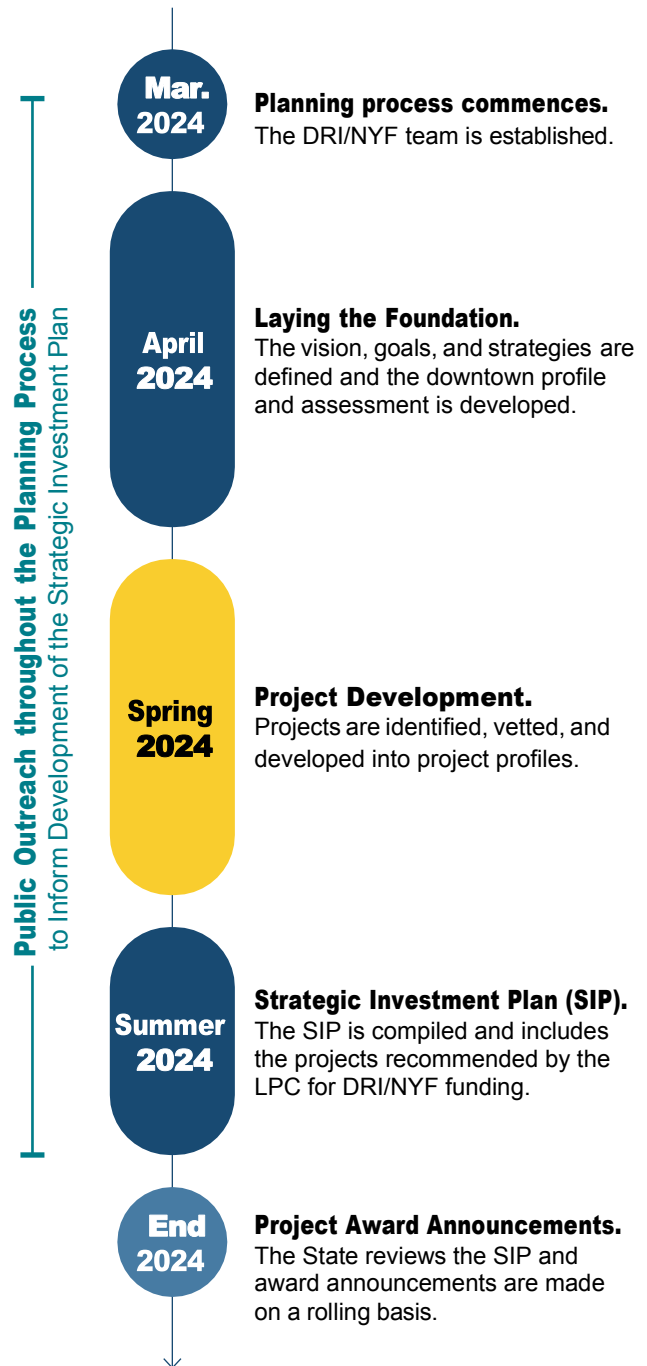 Public Outreach throughout the Planning Process
to Inform Development of the Strategic Investment Plan
Mar.
2024
Planning process commences.
The DRI/NYF team is established.
April
2024
Laying the Foundation.
The vision, goals, and strategies are
defined and the downtown profile
and assessment is developed.
Spring
2024
Project Development.
Projects are identified, vetted, and
developed into project profiles.
Summer
2024
Strategic Investment Plan (SIP).
The SIP is compiled and includes
the projects recommended by the
LPC for DRI/NYF funding.
End
2024
Project Award Announcements.
The State reviews the SIP and
award announcements are made
on a rolling basis.